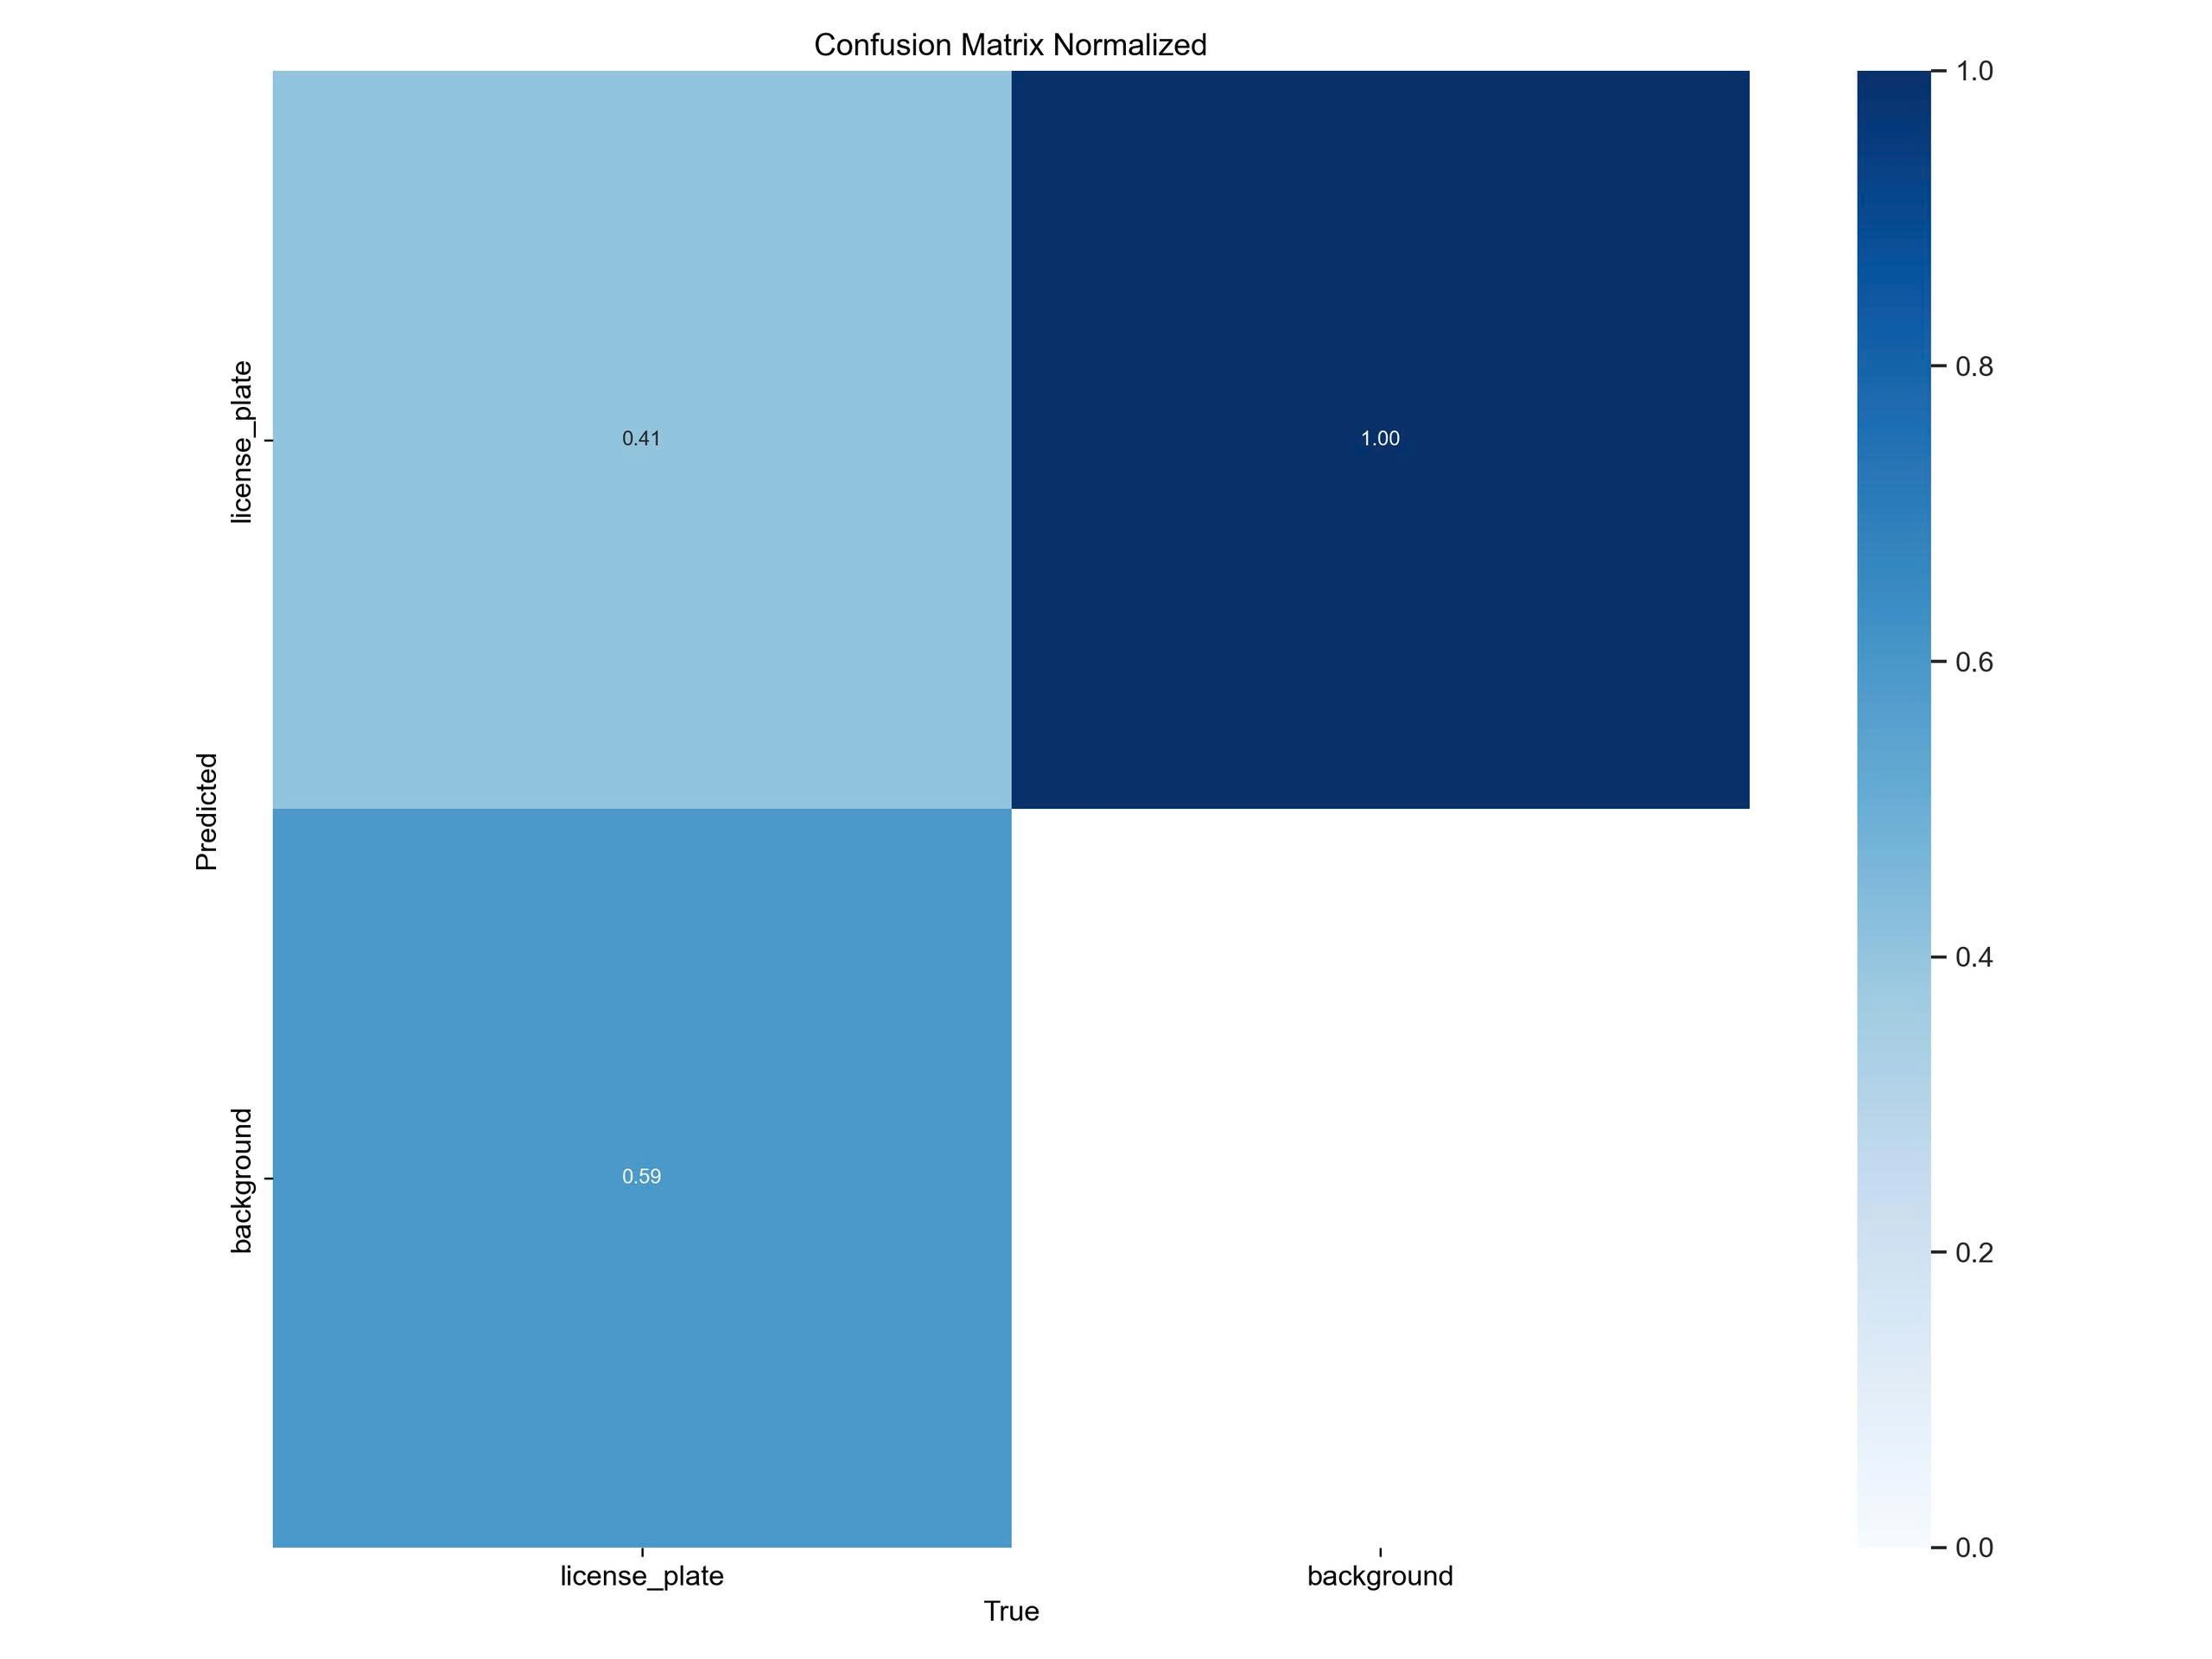 Confusion Matrix Normalized
1.0
0.8
license_plate
0.41
1.00
0.6
Predicted
0.4
background
0.59
0.2
0.0
license_plate
background
True